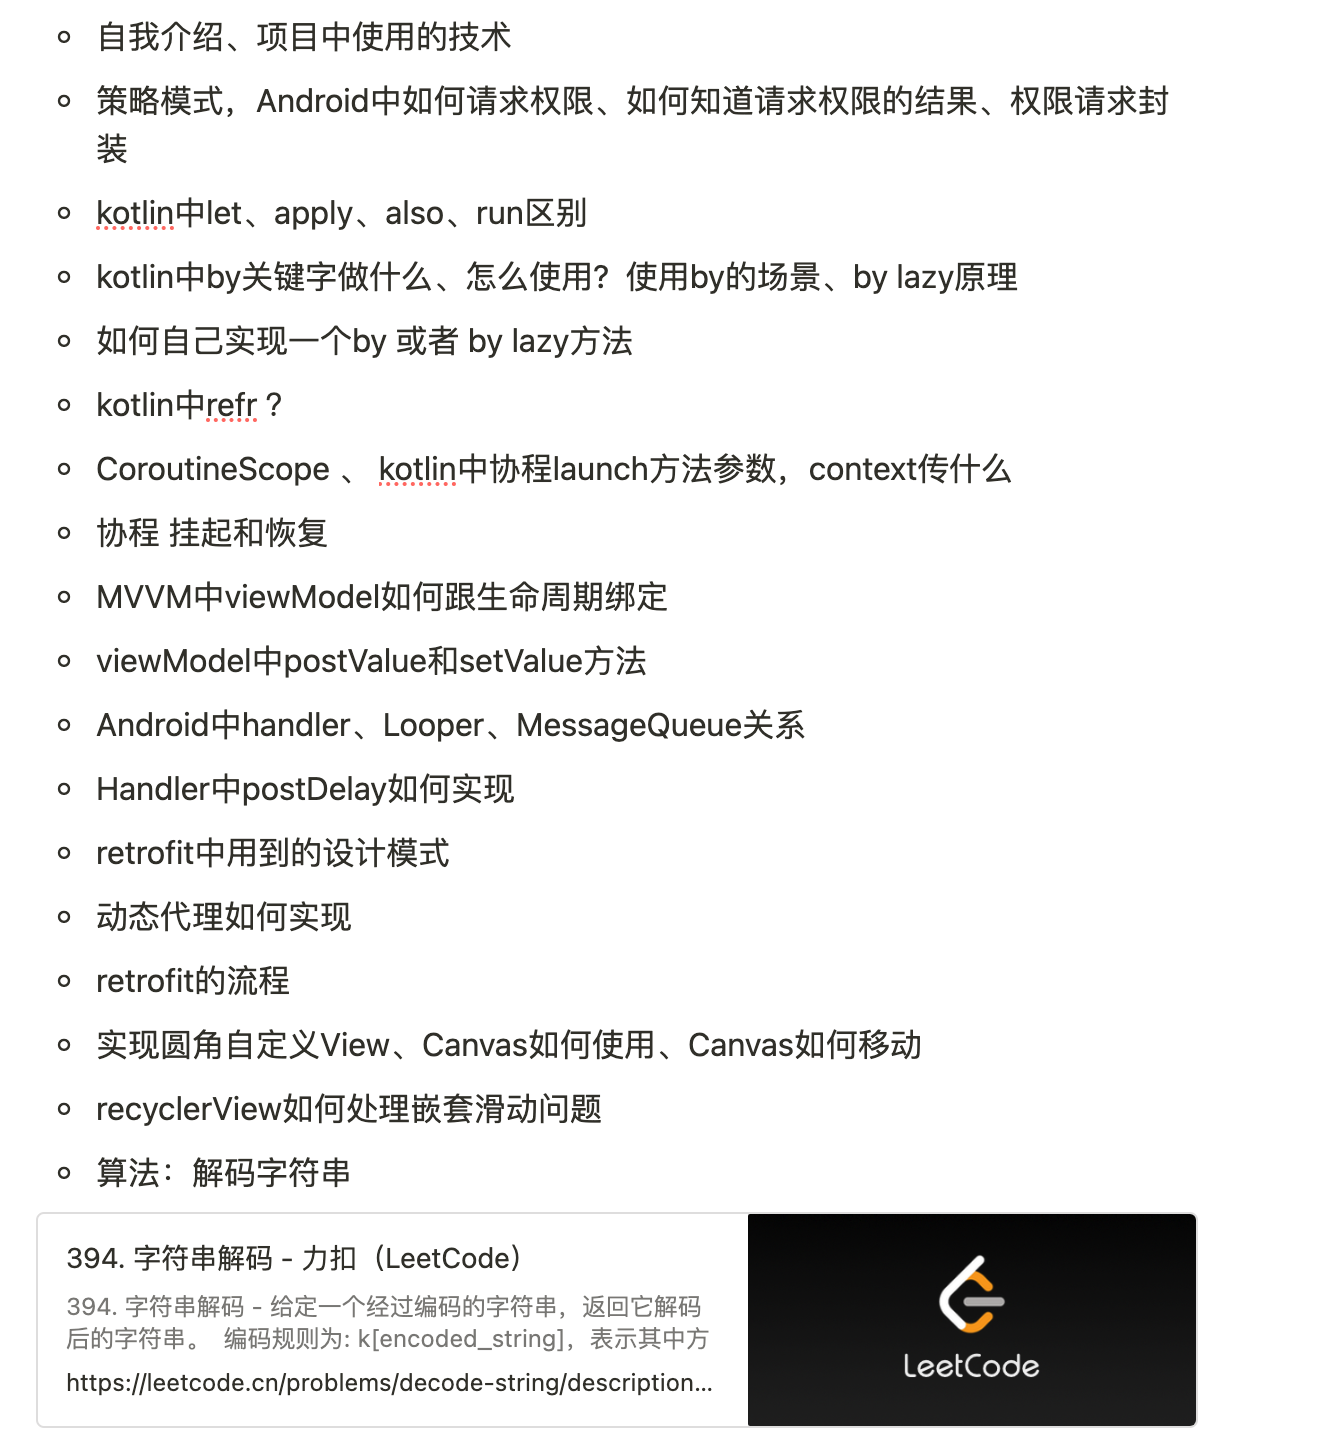 自我介绍、项目中使用的技术
策略模式，Android中如何请求权限、如何知道请求权限的结果、权限请求封
装
kotlin中let、apply、also、run区别
kotlin中by关键字做什么、怎么使用？使用by的场景、by lazy原理
如何自己实现一个by 或者 by lazy方法
kotlin中refr ？
CoroutineScope 、 kotlin中协程launch方法参数，context传什么
协程 挂起和恢复
MVVM中viewModel如何跟生命周期绑定
viewModel中postValue和setValue方法
Android中handler、Looper、MessageQueue关系
Handler中postDelay如何实现
retrofit中用到的设计模式
动态代理如何实现
retrofit的流程
实现圆角自定义View、Canvas如何使用、Canvas如何移动
recyclerView如何处理嵌套滑动问题
算法：解码字符串
394. 字符串解码 - 力扣（LeetCode）
394. 字符串解码 - 给定一个经过编码的字符串，返回它解码
后的字符串。 编码规则为: k[encoded_string]，表示其中方
https://leetcode.cn/problems/decode-string/description...
LeetCode